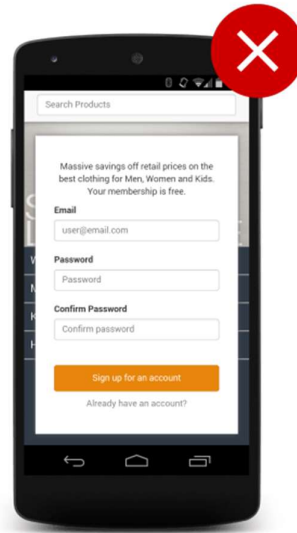 Search Products
Massive savings off retail prices on the
best clothing for Men, Women and Kids.
Your membership is free.
Email
user@email.com
Password
Password
Confirm Password
Confirm password
Sign up for an account
Already have an account?